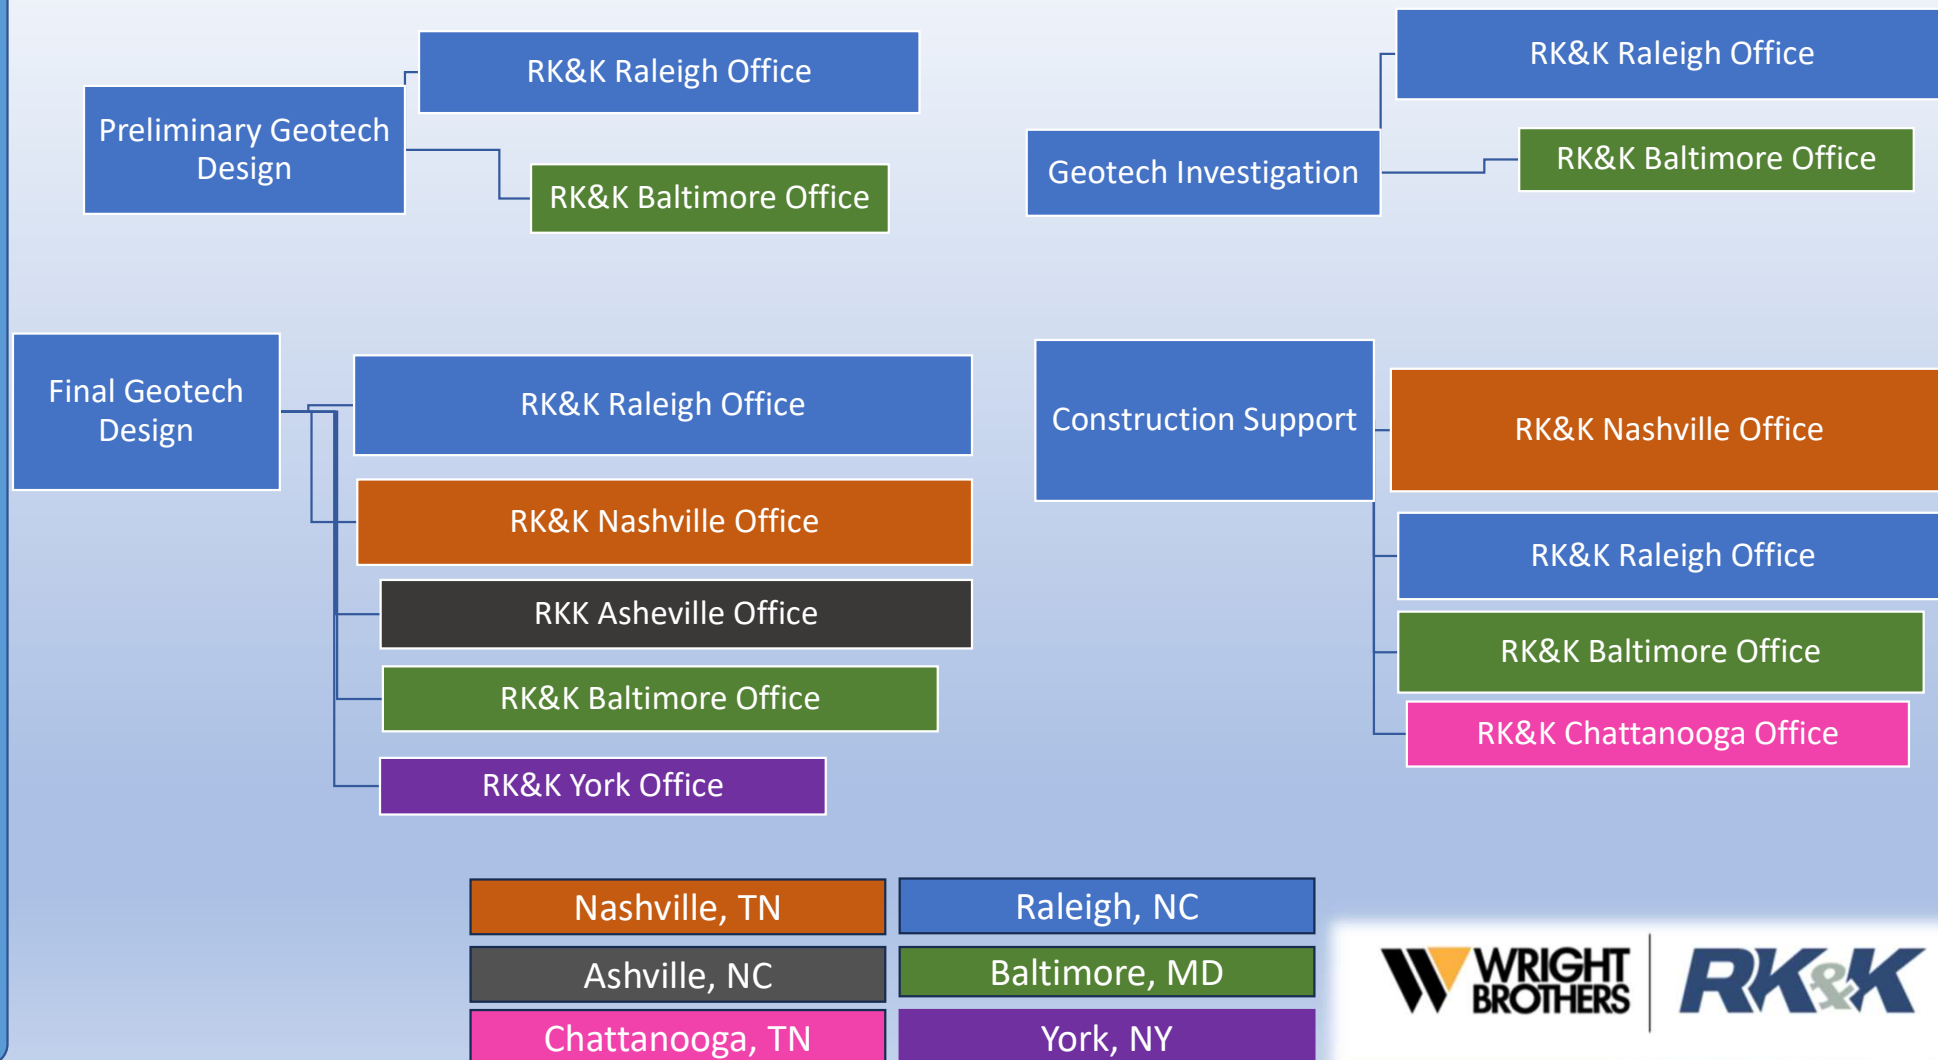 Preliminary Geotech
Design
RK&K Raleigh Office
RK&K Baltimore Office
Geotech Investigation
RK&K Raleigh Office
RK&K Baltimore Office
Final Geotech
Design
RK&K Raleigh Office
RK&K Nashville Office
RKK Asheville Office
RK&K Baltimore Office
RK&K York Office
Construction Support
RK&K Nashville Office
RK&K Raleigh Office
RK&K Baltimore Office
RK&K Chattanooga Office
Nashville, TN
Raleigh, NC
Ashville, NC
Baltimore, MD
Chattanooga, TN
York, NY
WRIGHT
BROTHERS
RK&K